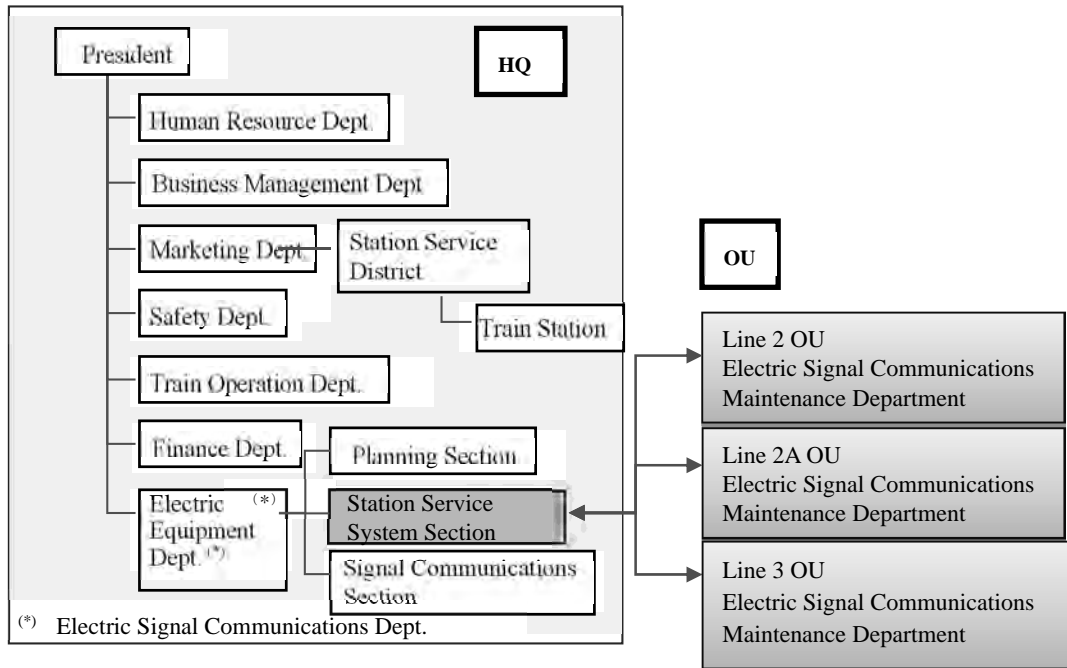 President
HQ
Human Resource Dept.
Business Management Dept
Marketing Dept.
Station Service
District
Safety Dept.
Train Station
Train Operation Dept.
Finance Dept.
Planning Section
Electric (*)
Equipment
Dept. (*)
Station Service
System Section
Signal Communications
Section
(*) Electric Signal Communications Dept.
OU
Line 2 OU
Electric Signal Communications
Maintenance Department
Line 2A OU
Electric Signal Communications
Maintenance Department
Line 3 OU
Electric Signal Communications
Maintenance Department